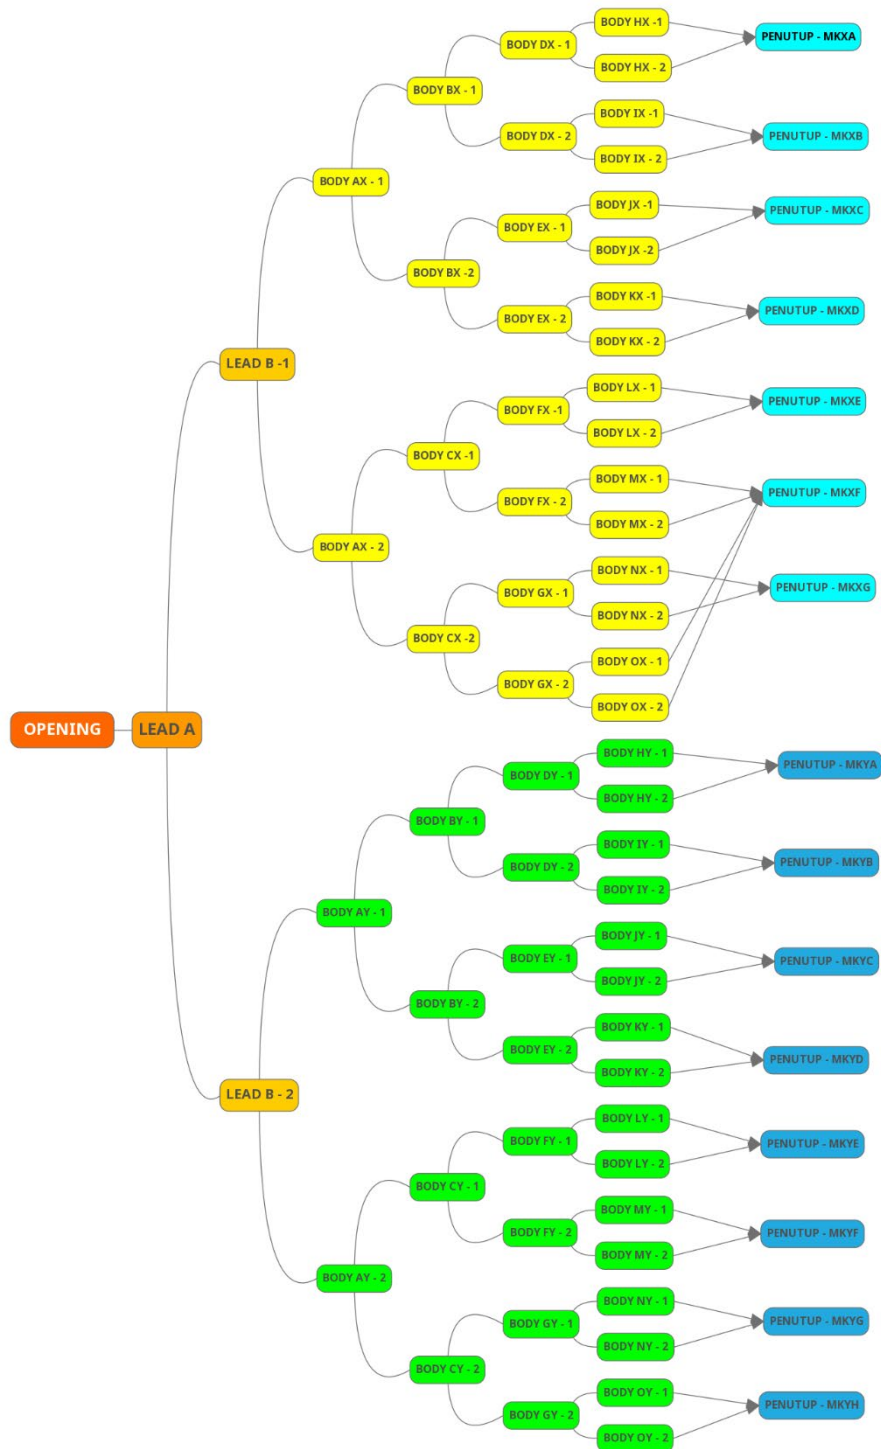 BODY HX -1
PENUTUP - MKXA
BODY DX - 1
BODY HX - 2
BODY BX - 1
BODY IX -1
BODY DX - 2
PENUTUP - MKXB
BODY IX - 2
BODY AX - 1
BODY JX -1
PENUTUP - MKXC
BODY EX - 1
BODY JX -2
BODY BX -2
BODY KX -1
PENUTUP - MKXD
BODY EX - 2
BODY KX - 2
LEAD B -1
BODY LX - 1
PENUTUP - MKXE
BODY FX -1
BODY LX - 2
BODY CX -1
BODY MX - 1
PENUTUP - MKXF
BODY FX - 2
BODY MX - 2
BODY AX - 2
BODY NX - 1
PENUTUP - MKXG
BODY GX - 1
BODY NX - 2
BODY CX -2
BODY OX - 1
BODY GX - 2
BODY OX - 2
OPENING
LEAD A
BODY HY - 1
PENUTUP - MKYA
BODY DY - 1
BODY HY - 2
BODY BY - 1
BODY IY - 1
PENUTUP - MKYB
BODY DY - 2
BODY IY - 2
BODY AY - 1
BODY JY - 1
BODY EY - 1
PENUTUP - MKYC
BODY JY - 2
BODY BY - 2
BODY KY - 1
BODY EY - 2
PENUTUP - MKYD
BODY KY - 2
LEAD B - 2
BODY LY - 1
BODY FY - 1
PENUTUP - MKYE
BODY LY - 2
BODY CY - 1
BODY MY - 1
BODY FY - 2
PENUTUP - MKYF
BODY MY - 2
BODY AY - 2
BODY NY - 1
PENUTUP - MKYG
BODY GY - 1
BODY NY - 2
BODY CY - 2
BODY OY - 1
PENUTUP - MKYH
BODY GY - 2
BODY OY - 2